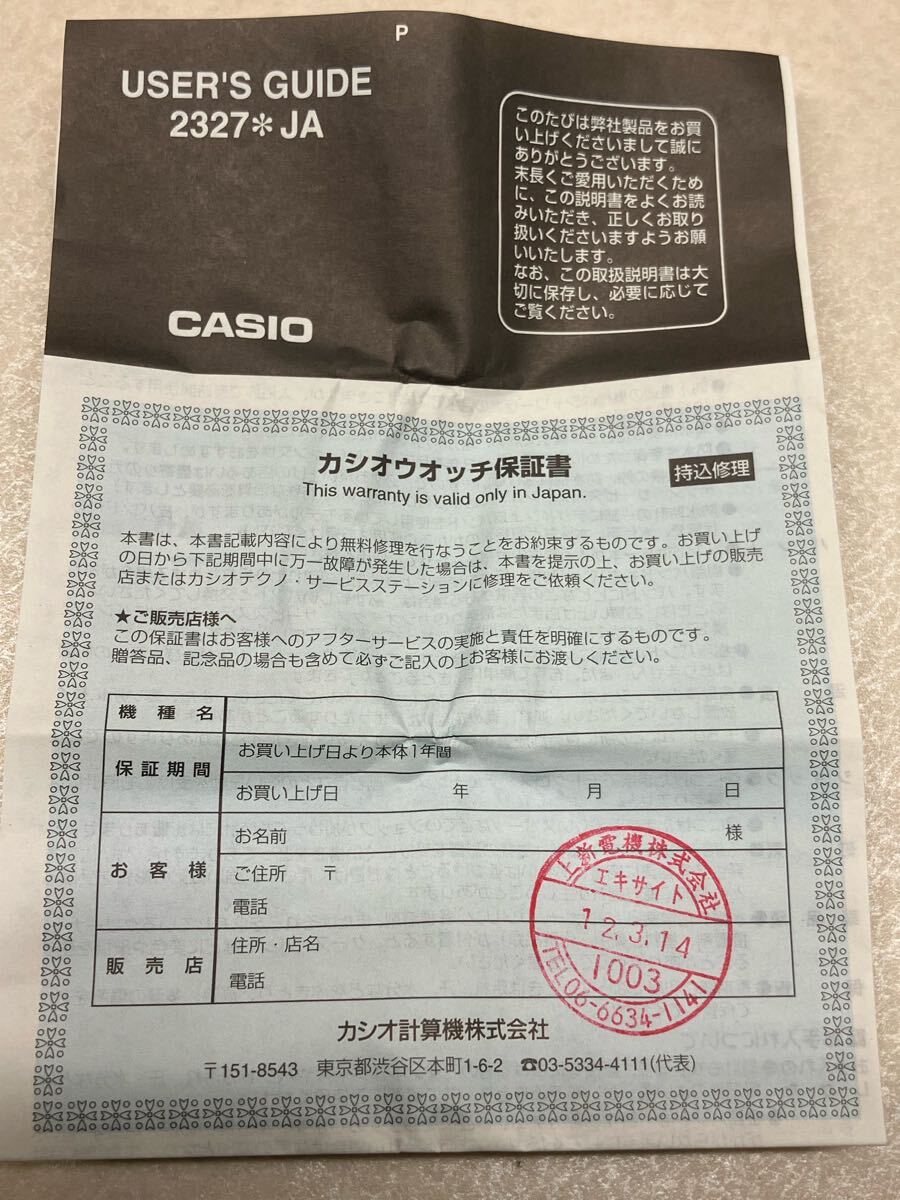 P
USER'S GUIDE
2327＊JA
CASIO
このたびは弊社製品をお買
い上げくださいまして誠に
ありがとうございます。
末長くご愛用いただくため
に、この説明書をよくお読
みいただき、正しくお取り
扱いくださいますようお願
いいたします。
なお、この取扱説明書は大
切に保存し、必要に応じて
ご覧ください。
カシオウオッチ保証書
持込修理
This warranty is valid only in Japan.
本書は、本書記載内容により無料修理を行なうことをお約束するものです。お買い上げ
の日から下記期間中に万一故障が発生した場合は、本書を提示の上、お買い上げの販売
店またはカシオテクノ・サービスステーションに修理をご依頼ください。
★ご販売店様へ
この保証書はお客様へのアフターサービスの実施と責任を明確にするものです。
贈答品、記念品の場合も含めて必ずご記入の上お客様にお渡しください。
機種名
保証期間
お買い上げ日より本体1年間
お買い上げ日 年 月 日
お客様
お名前 様
ご住所 〒
電話
販売店
住所・店名
電話
上新電機株式会社
エキサイト
12.3.14
1003
TEL06-6634-1141
カシオ計算機株式会社
〒151-8543 東京都渋谷区本町1-6-2 ☎03-5334-4111(代表)